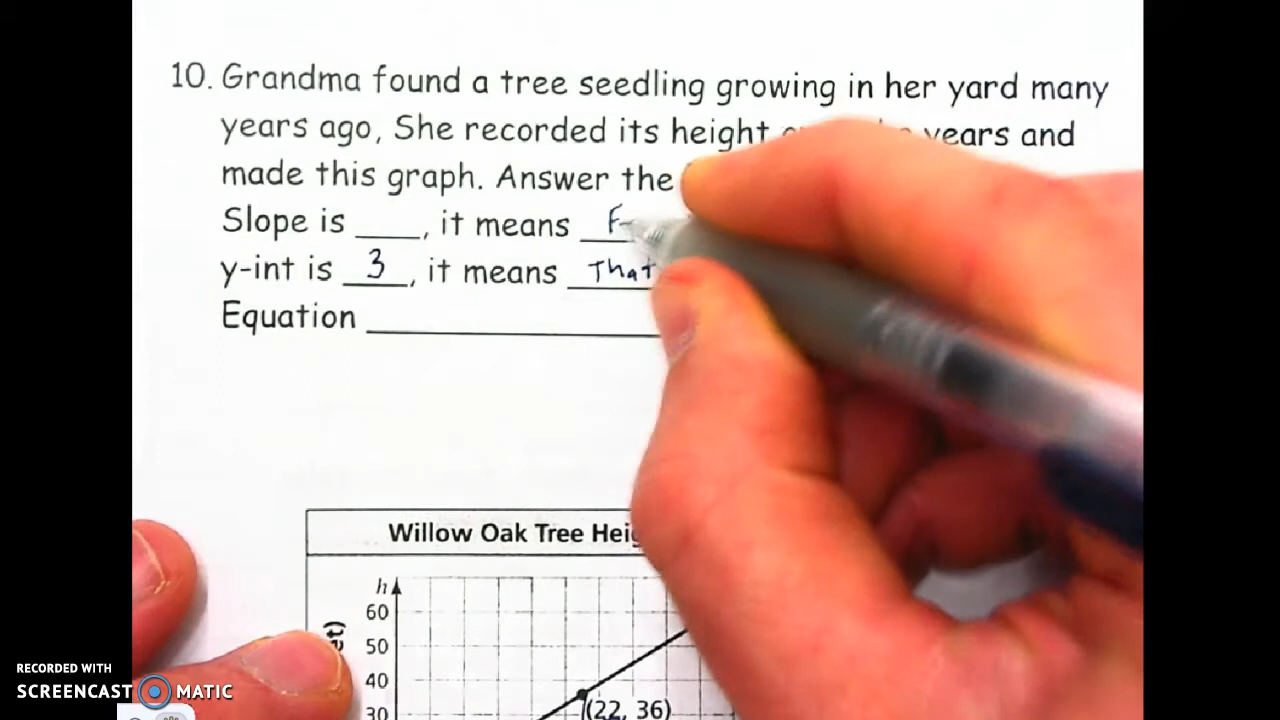 10. Grandma found a tree seedling growing in her yard many
years ago, She recorded its height years and
made this graph. Answer the
Slope is ____, it means
y-int is 3, it means That
Equation
Willow Oak Tree
h
60
50
40
30
(22, 36)
RECORDED WITH
SCREENCAST MATIC